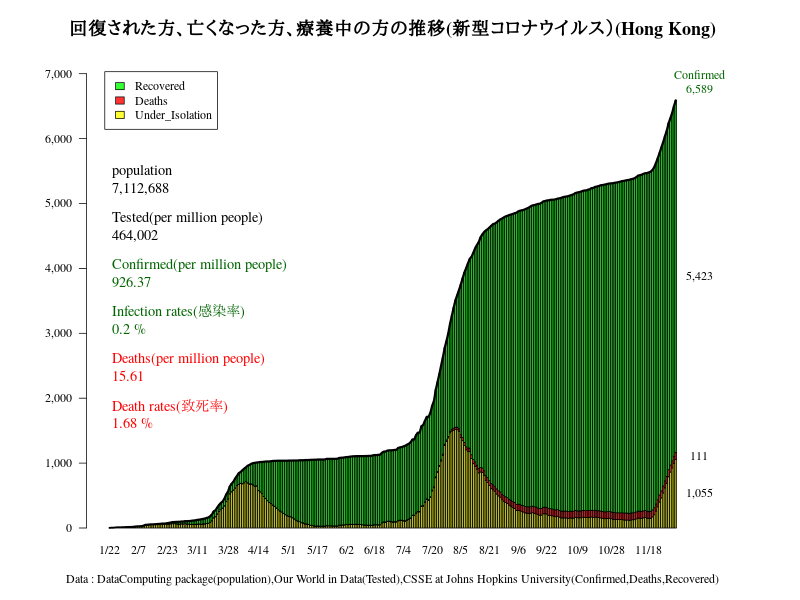 回復された方、亡くなった方、療養中の方の推移(新型コロナウイルス)(Hong Kong)
Confirmed
6,589
7,000
6,000
5,000
4,000
3,000
2,000
1,000
0
Recovered
Deaths
Under_Isolation
population
7,112,688
Tested(per million people)
464,002
Confirmed(per million people)
926.37
Infection rates(感染率)
0.2 %
Deaths(per million people)
15.61
Death rates(致死率)
1.68 %
5,423
111
1,055
1/22 2/7 2/23 3/11 3/28 4/14 5/1 5/17 6/2 6/18 7/4 7/20 8/5 8/21 9/6 9/22 10/9 10/28 11/18
Data : DataComputing package(population),Our World in Data(Tested),CSSE at Johns Hopkins University(Confirmed,Deaths,Recovered)